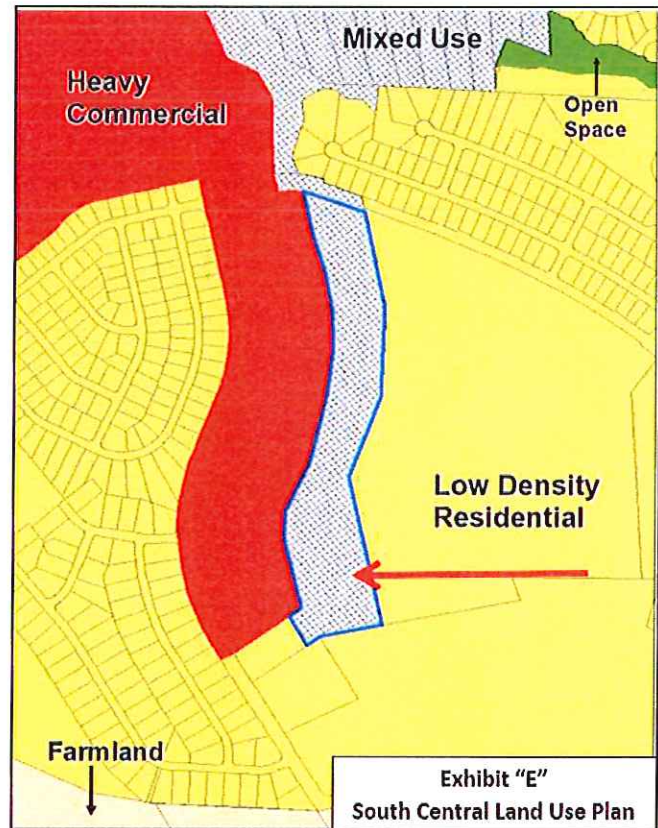 Mixed Use
Heavy
Commercial
Open
Space
Low Density
Residential
Farmland
Exhibit "E"
South Central Land Use Plan